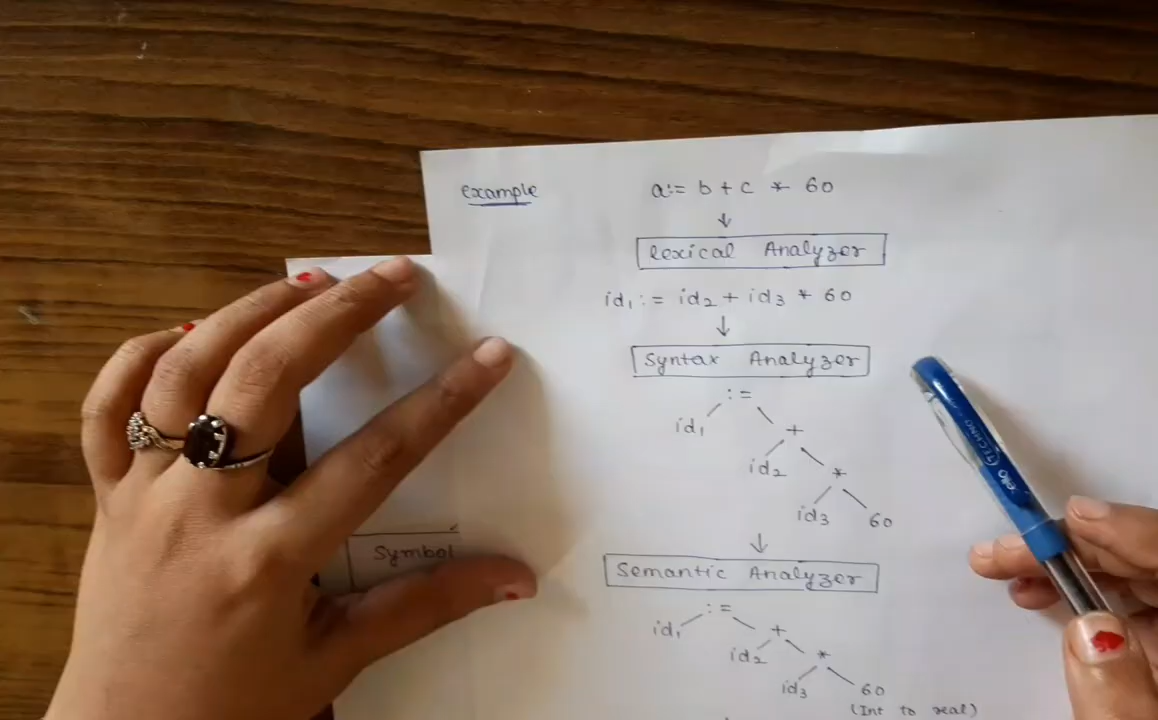 example
a:= b + c * 60
↓
lexical Analyzer
id₁ := id₂ + id₃ * 60
↓
Syntax Analyzer
:=
id₁ +
id₂ *
id₃ 60
↓
Symbol
Semantic Analyzer
:=
id₁ +
id₂ *
id₃ 60
(Int to real)